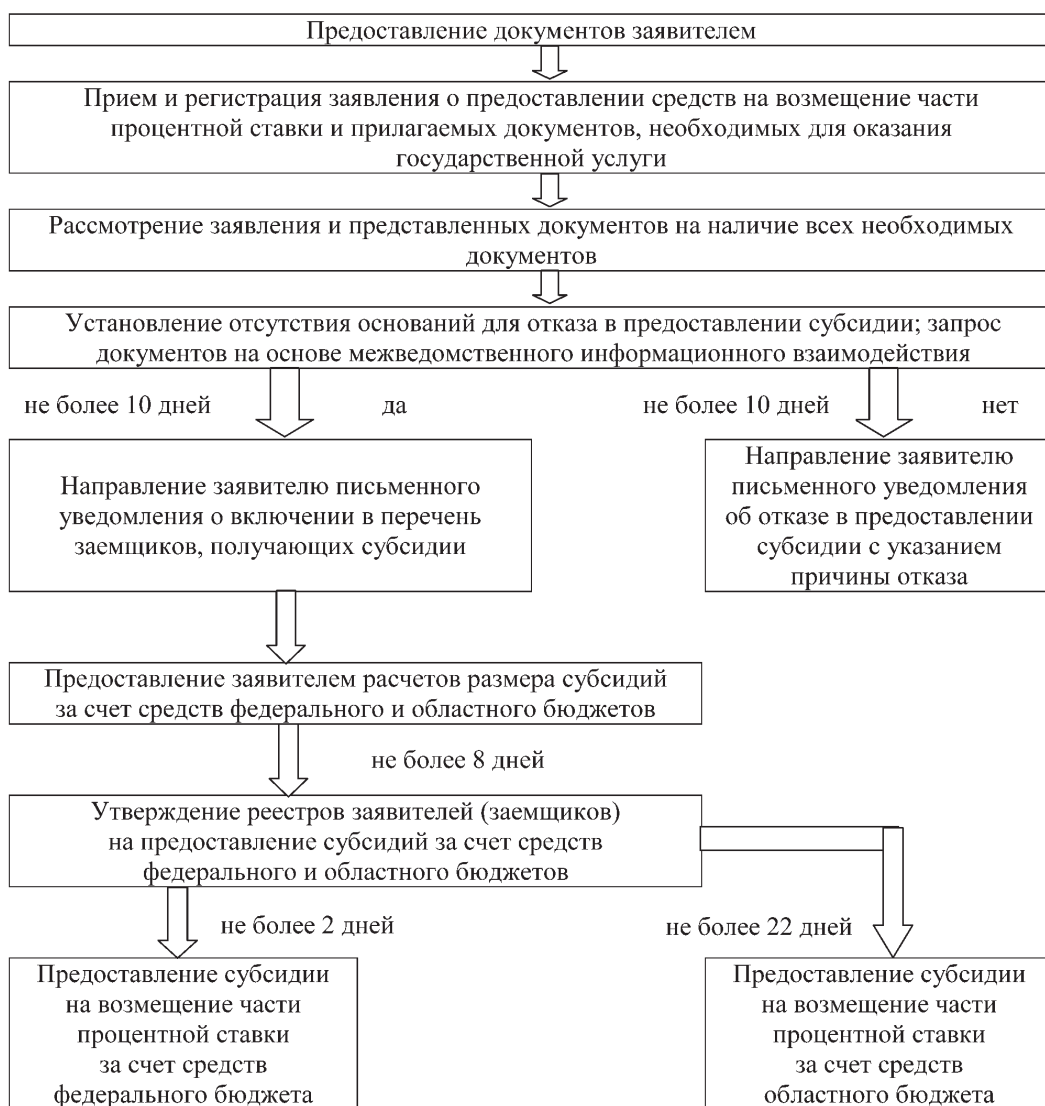 Предоставление документов заявителем
Прием и регистрация заявления о предоставлении средств на возмещение части
процентной ставки и прилагаемых документов, необходимых для оказания
государственной услуги
Рассмотрение заявления и представленных документов на наличие всех необходимых
документов
Установление отсутствия оснований для отказа в предоставлении субсидии; запрос
документов на основе межведомственного информационного взаимодействия
не более 10 дней да не более 10 дней нет
Направление заявителю письменного
уведомления о включении в перечень
заемщиков, получающих субсидии
Направление заявителю
письменного уведомления
об отказе в предоставлении
субсидии с указанием
причины отказа
Предоставление заявителем расчетов размера субсидий
за счет средств федерального и областного бюджетов
не более 8 дней
Утверждение реестров заявителей (заемщиков)
на предоставление субсидий за счет средств
федерального и областного бюджетов
не более 2 дней не более 22 дней
Предоставление субсидии
на возмещение части
процентной ставки
за счет средств
федерального бюджета
Предоставление субсидии
на возмещение части
процентной ставки
за счет средств
областного бюджета